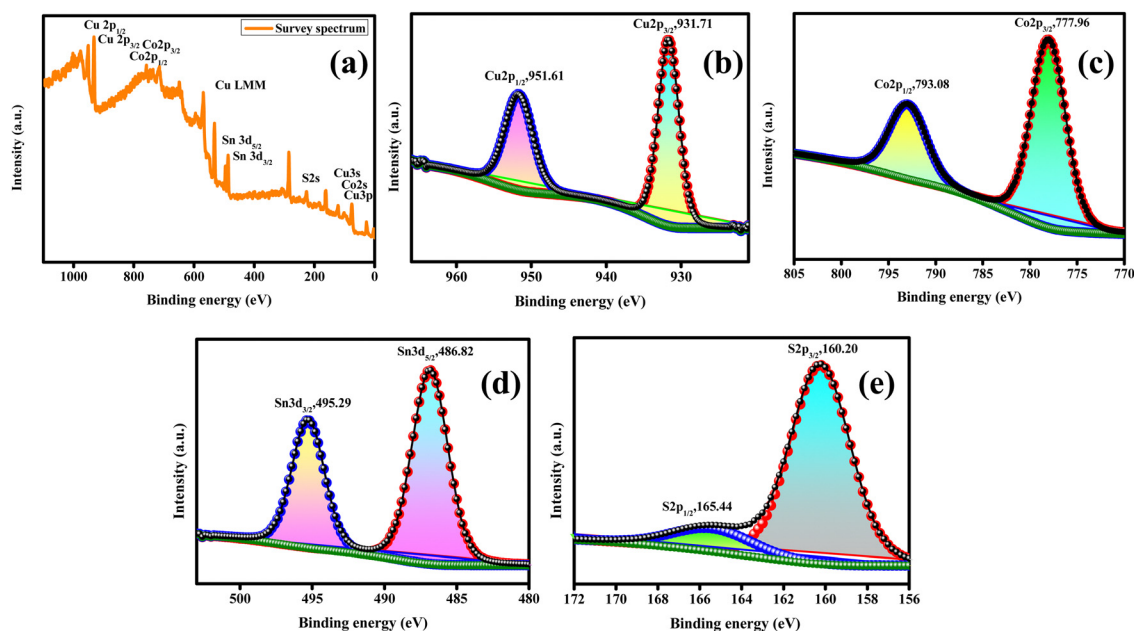 Cu 2p1/2
Cu 2p3/2 Co2p3/2
Co2p1/2
Survey spectrum
(a)
Cu LMM
Sn 3d5/2
Sn 3d3/2
S2s
Cu3s
Co2s
Cu3p
Intensity (a.u.)
1000 800 600 400 200 0
Binding energy (eV)
Cu2p3/2,931.71
(b)
Cu2p1/2,951.61
Intensity (a.u.)
960 950 940 930
Binding energy (eV)
Co2p3/2,777.96
(c)
Co2p1/2,793.08
Intensity (a.u.)
805 800 795 790 785 780 775 770
Binding energy (eV)
Sn3d5/2,486.82
(d)
Sn3d3/2,495.29
Intensity (a.u.)
500 495 490 485 480
Binding energy (eV)
S2p3/2,160.20
(e)
S2p1/2,165.44
Intensity (a.u.)
172 170 168 166 164 162 160 158 156
Binding energy (eV)